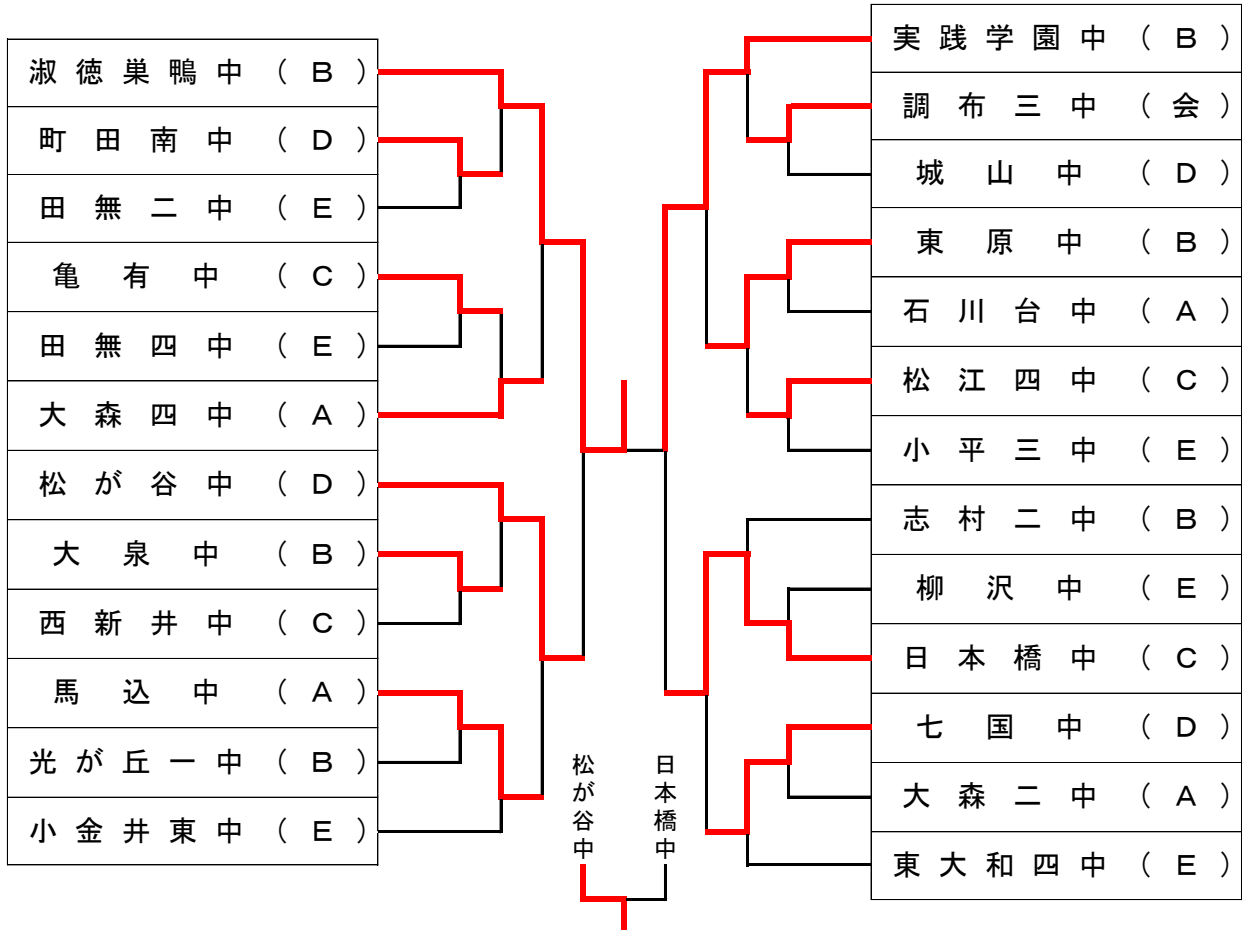 淑徳巣鴨中（B）
町田南中（D）
田無二中（E）
亀有中（C）
田無四中（E）
大森四中（A）
松が谷中（D）
大泉中（B）
西新井中（C）
馬込中（A）
光が丘一中（B）
小金井東中（E）
松が谷中
日本橋中
実践学園中（B）
調布三中（会）
城山中（D）
東原中（B）
石川台中（A）
松江四中（C）
小平三中（E）
志村二中（B）
柳沢中（E）
日本橋中（C）
七国中（D）
大森二中（A）
東大和四中（E）